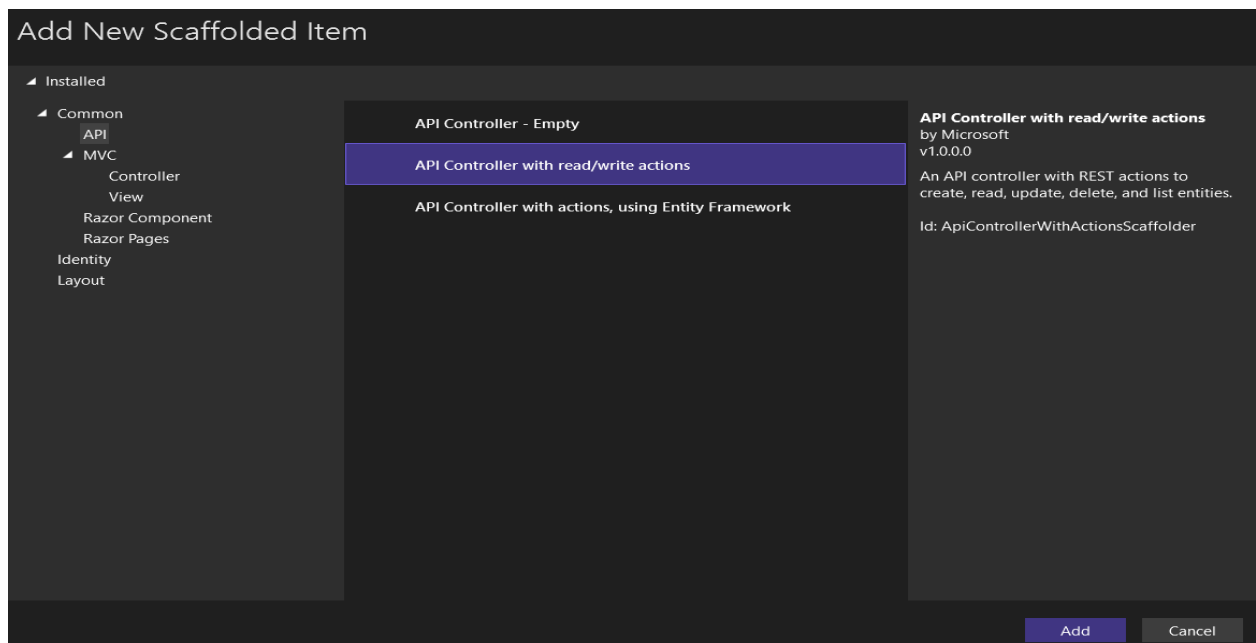 Add New Scaffolded Item
Installed
Common
API
MVC
Controller
View
Razor Component
Razor Pages
Identity
Layout
API Controller - Empty
API Controller with read/write actions
API Controller with actions, using Entity Framework
API Controller with read/write actions
by Microsoft
v1.0.0.0
An API controller with REST actions to
create, read, update, delete, and list entities.
Id: ApiControllerWithActionsScaffolder
Add
Cancel